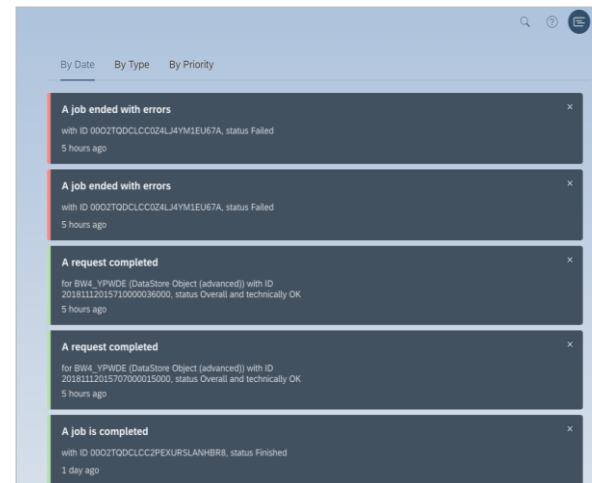 By Date By Type By Priority
A job ended with errors
with ID 00O2TQDCLCC0Z4LJ4YM1EU67A, status Failed
5 hours ago
A job ended with errors
with ID 00O2TQDCLCC0Z4LJ4YM1EU67A, status Failed
5 hours ago
A request completed
for BW4_YPWDE (DataStore Object (advanced)) with ID
20181112015710000036000, status Overall and technically OK
5 hours ago
A request completed
for BW4_YPWDE (DataStore Object (advanced)) with ID
20181112015707000015000, status Overall and technically OK
5 hours ago
A job is completed
with ID 00O2TQDCLCC2PEXURSLANHBR8, status Finished
1 day ago